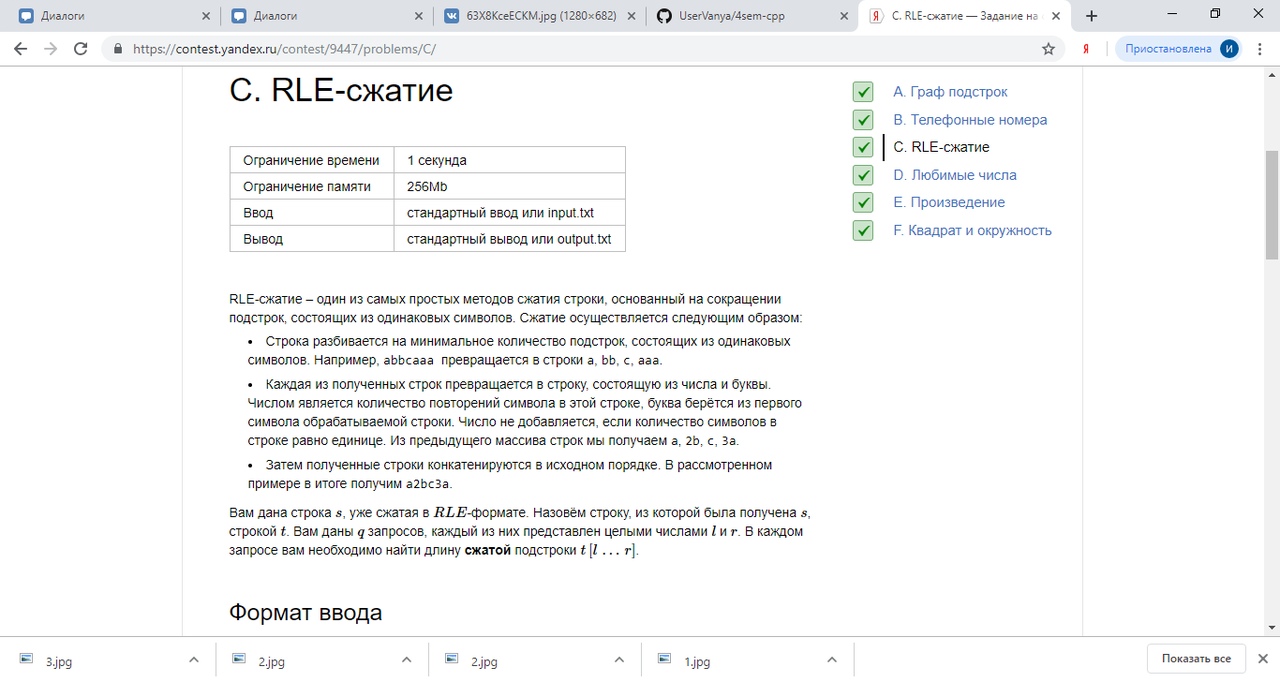 Диалоги
Диалоги
63X8KceECKM.jpg (1280×682)
UserVanya/4sem-cpp
C. RLE-сжатие — Задание на
https://contest.yandex.ru/contest/9447/problems/C/
Я
Приостановлена
И
C. RLE-сжатие
Ограничение времени 1 секунда
Ограничение памяти 256Mb
Ввод стандартный ввод или input.txt
Вывод стандартный вывод или output.txt
A. Граф подстрок
B. Телефонные номера
C. RLE-сжатие
D. Любимые числа
E. Произведение
F. Квадрат и окружность
RLE-сжатие – один из самых простых методов сжатия строки, основанный на сокращении
подстрок, состоящих из одинаковых символов. Сжатие осуществляется следующим образом:
• Строка разбивается на минимальное количество подстрок, состоящих из одинаковых
символов. Например, abbcaaa превращается в строки a, bb, c, aaa.
• Каждая из полученных строк превращается в строку, состоящую из числа и буквы.
Числом является количество повторений символа в этой строке, буква берётся из первого
символа обрабатываемой строки. Число не добавляется, если количество символов в
строке равно единице. Из предыдущего массива строк мы получаем a, 2b, c, 3a.
• Затем полученные строки конкатенируются в исходном порядке. В рассмотренном
примере в итоге получим a2bc3a.
Вам дана строка s, уже сжатая в RLE-формате. Назовём строку, из которой была получена s,
строкой t. Вам даны q запросов, каждый из них представлен целыми числами l и r. В каждом
запросе вам необходимо найти длину сжатой подстроки t [l … r].
Формат ввода
3.jpg
2.jpg
2.jpg
1.jpg
Показать все